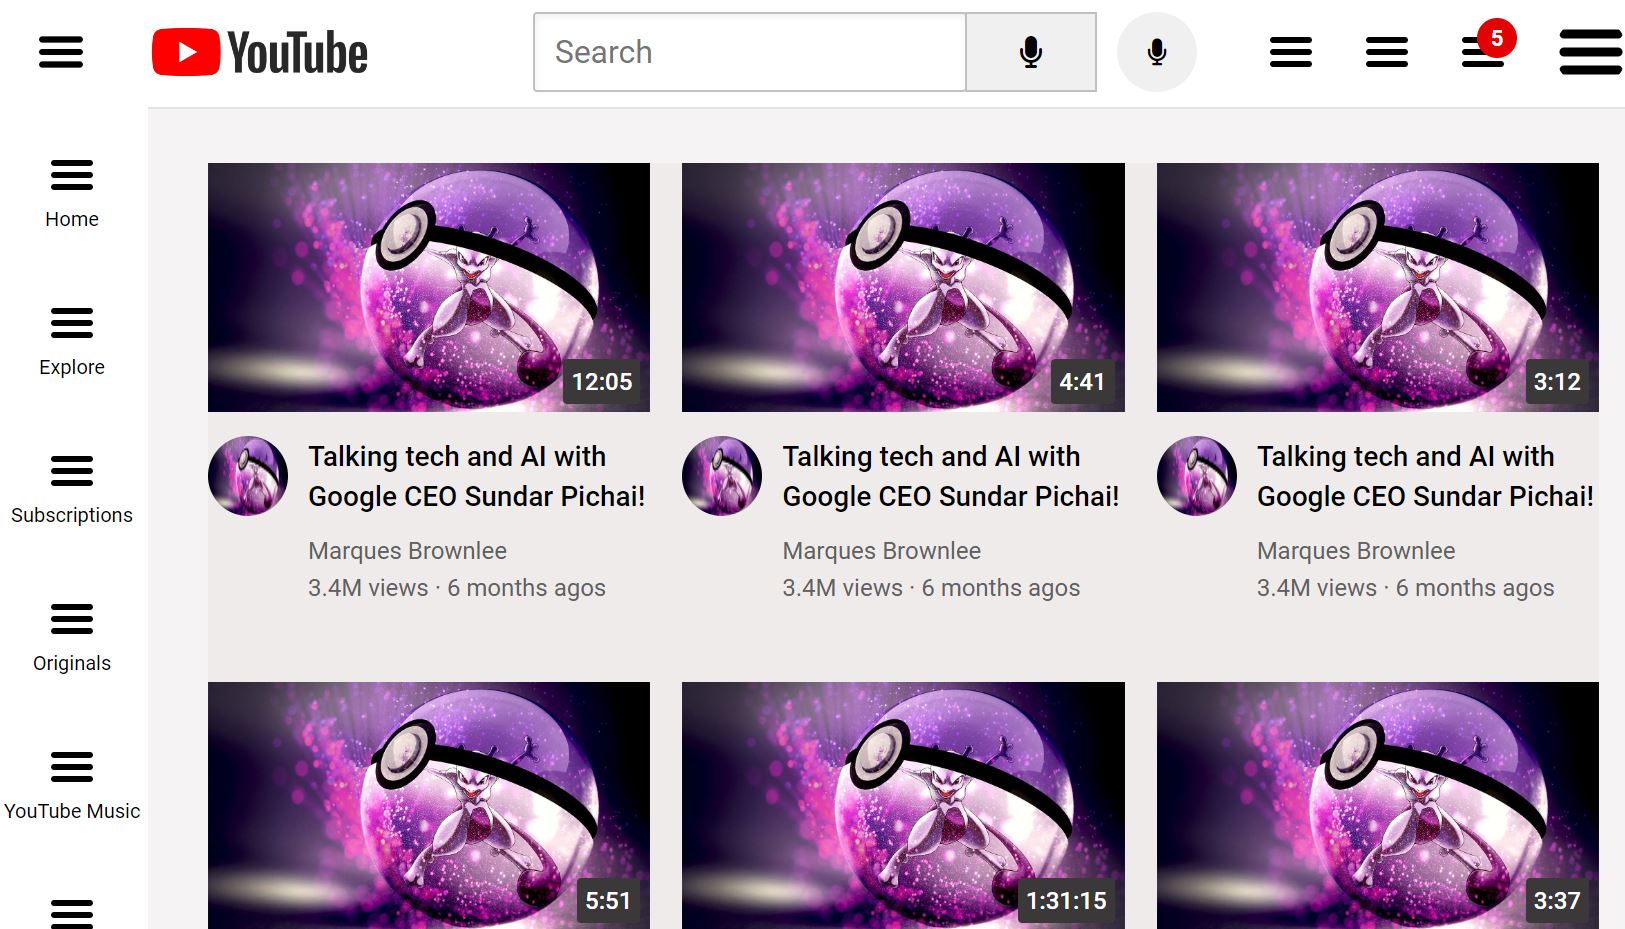 YouTube
Search
5
Home
Explore
Subscriptions
Originals
YouTube Music
12:05
4:41
3:12
Talking tech and AI with
Google CEO Sundar Pichai!
Marques Brownlee
3.4M views · 6 months agos
Talking tech and AI with
Google CEO Sundar Pichai!
Marques Brownlee
3.4M views · 6 months agos
Talking tech and AI with
Google CEO Sundar Pichai!
Marques Brownlee
3.4M views · 6 months agos
5:51
1:31:15
3:37